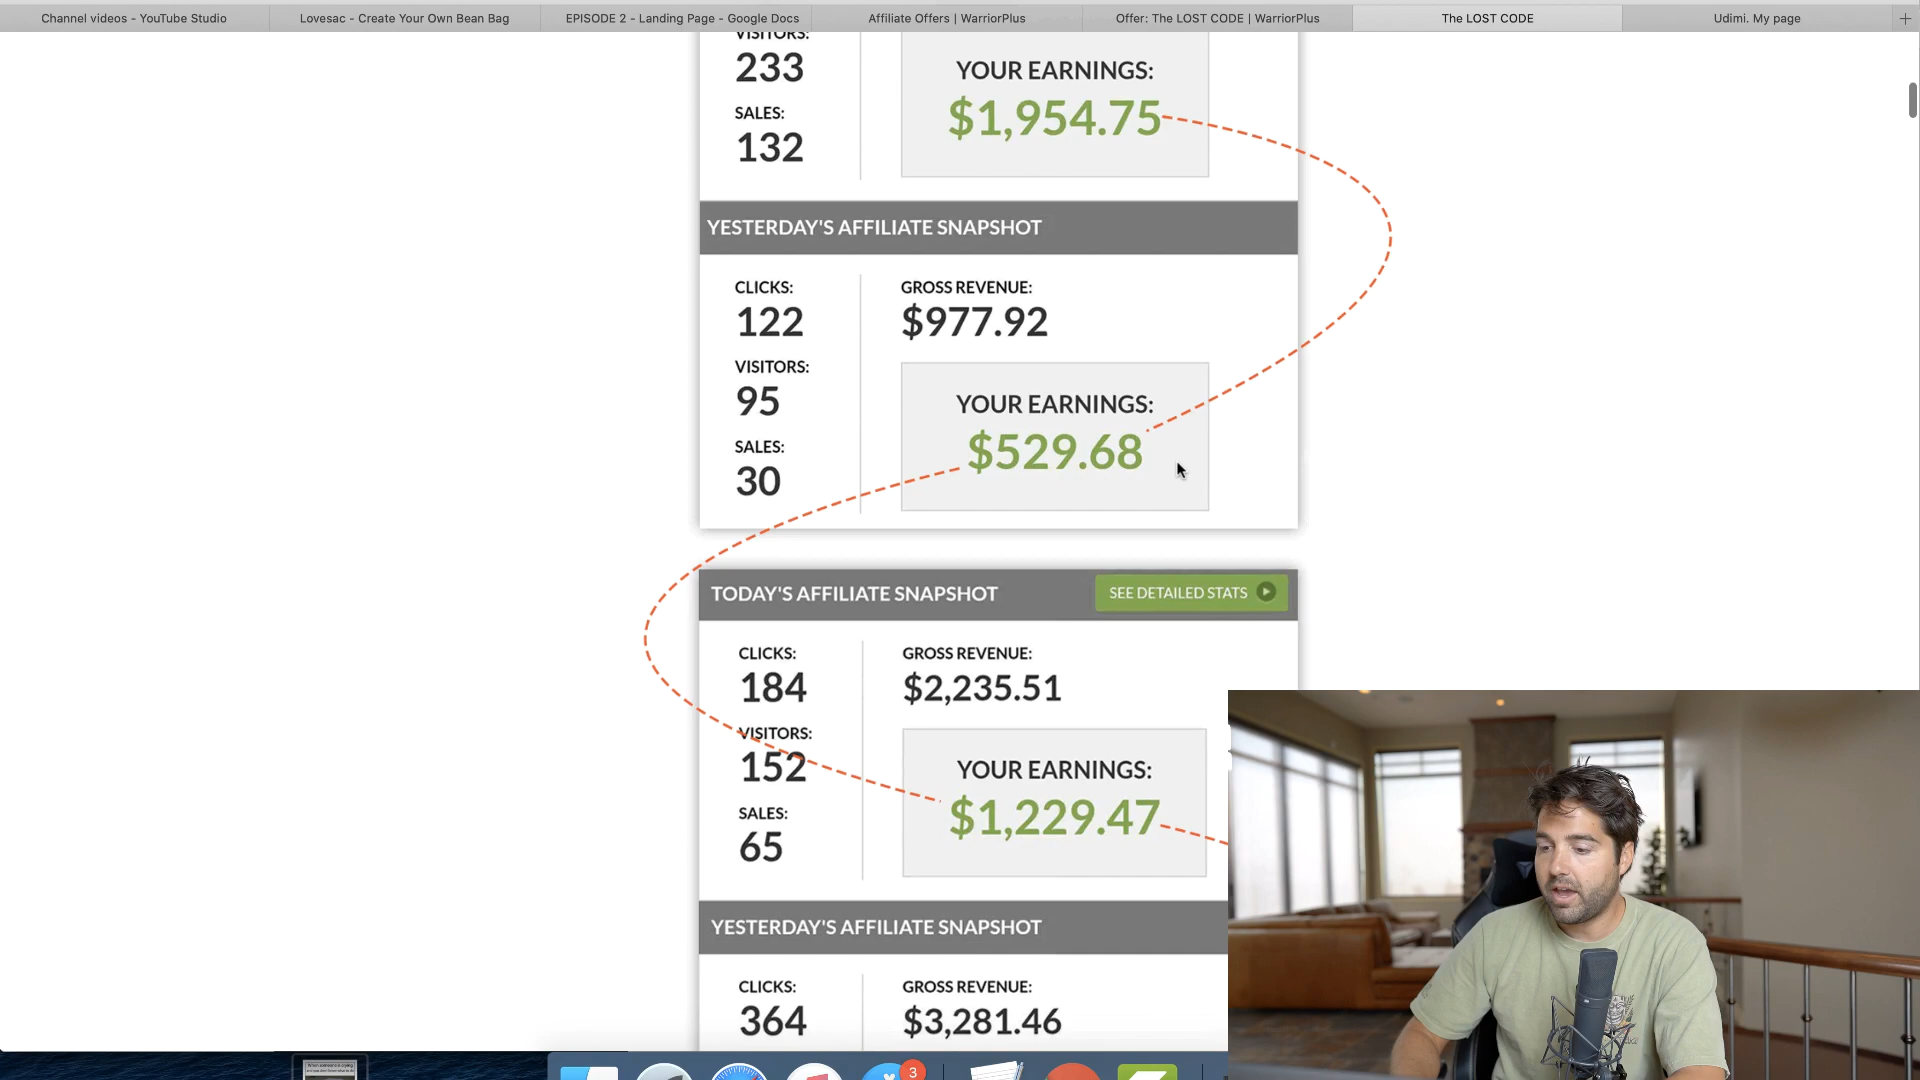 Channel videos - YouTube Studio
Lovesac - Create Your Own Bean Bag
EPISODE 2 - Landing Page - Google Docs
Affiliate Offers | WarriorPlus
Offer: The LOST CODE | WarriorPlus
The LOST CODE
Udimi. My page
VISITORS:
233
SALES:
132
YOUR EARNINGS:
$1,954.75
YESTERDAY'S AFFILIATE SNAPSHOT
CLICKS:
122
VISITORS:
95
SALES:
30
GROSS REVENUE:
$977.92
YOUR EARNINGS:
$529.68
TODAY'S AFFILIATE SNAPSHOT
SEE DETAILED STATS
CLICKS:
184
VISITORS:
152
SALES:
65
GROSS REVENUE:
$2,235.51
YOUR EARNINGS:
$1,229.47
YESTERDAY'S AFFILIATE SNAPSHOT
CLICKS:
364
GROSS REVENUE:
$3,281.46
3